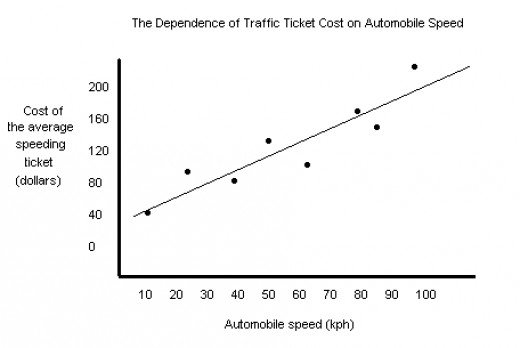 The Dependence of Traffic Ticket Cost on Automobile Speed
Cost of
the average
speeding
ticket
(dollars)
200
160
120
80
40
0
10 20 30 40 50 60 70 80 90 100
Automobile speed (kph)